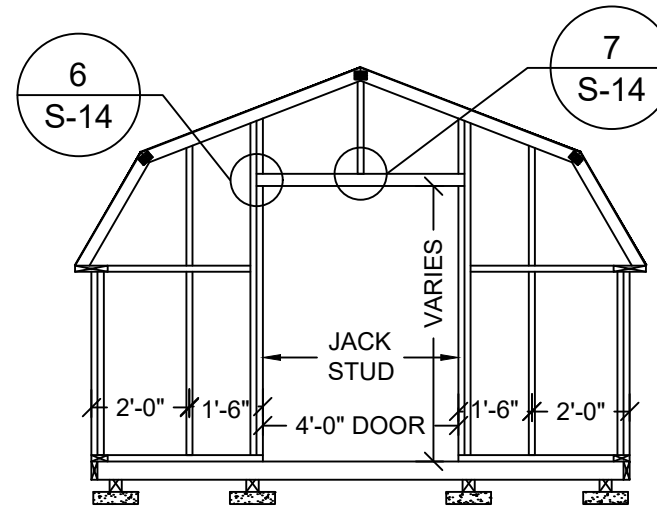 6
S-14
7
S-14
VARIES
JACK
STUD
2'-0"
1'-6"
4'-0" DOOR
1'-6"
2'-0"